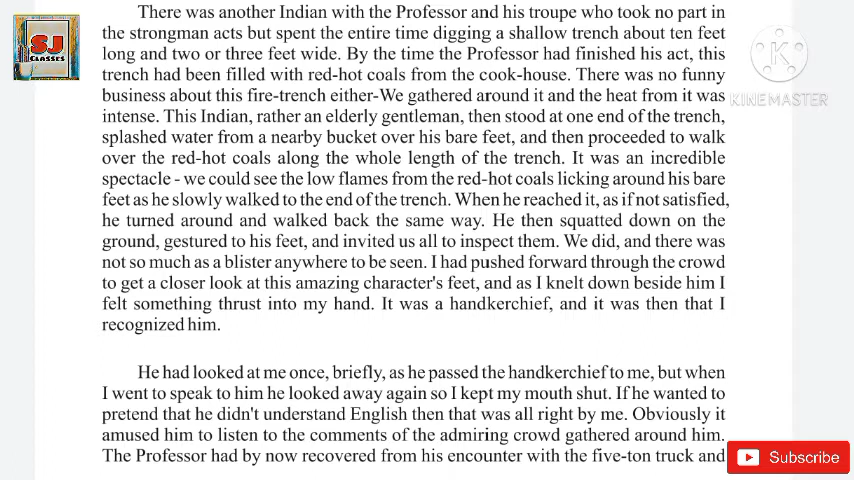 There was another Indian with the Professor and his troupe who took no part in
the strongman acts but spent the entire time digging a shallow trench about ten feet
long and two or three feet wide. By the time the Professor had finished his act, this
trench had been filled with red-hot coals from the cook-house. There was no funny
business about this fire-trench either-We gathered around it and the heat from it was
intense. This Indian, rather an elderly gentleman, then stood at one end of the trench,
splashed water from a nearby bucket over his bare feet, and then proceeded to walk
over the red-hot coals along the whole length of the trench. It was an incredible
spectacle - we could see the low flames from the red-hot coals licking around his bare
feet as he slowly walked to the end of the trench. When he reached it, as if not satisfied,
he turned around and walked back the same way. He then squatted down on the
ground, gestured to his feet, and invited us all to inspect them. We did, and there was
not so much as a blister anywhere to be seen. I had pushed forward through the crowd
to get a closer look at this amazing character's feet, and as I knelt down beside him I
felt something thrust into my hand. It was a handkerchief, and it was then that I
recognized him.
He had looked at me once, briefly, as he passed the handkerchief to me, but when
I went to speak to him he looked away again so I kept my mouth shut. If he wanted to
pretend that he didn't understand English then that was all right by me. Obviously it
amused him to listen to the comments of the admiring crowd gathered around him.
The Professor had by now recovered from his encounter with the five-ton truck and
SJ
CLASSES
KINEMASTER
Subscribe